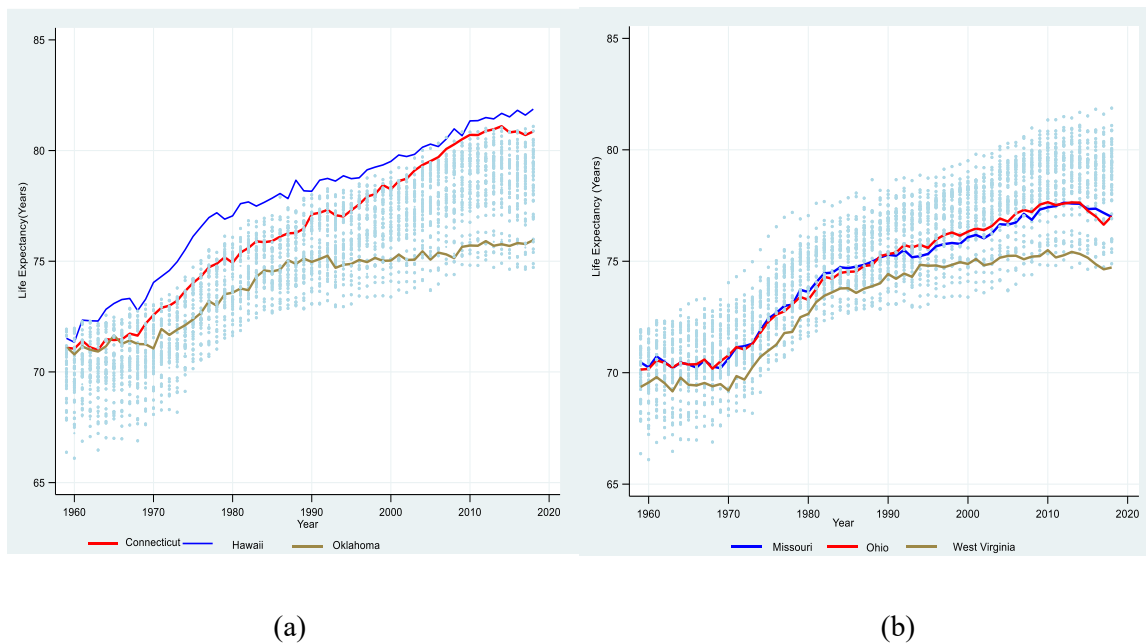 85
80
75
70
65
Life Expectancy(Years)
1960 1970 1980 1990 2000 2010 2020
Year
Connecticut Hawaii Oklahoma
(a)
85
80
75
70
65
Life Expectancy (Years)
1960 1970 1980 1990 2000 2010 2020
Year
Missouri Ohio West Virginia
(b)